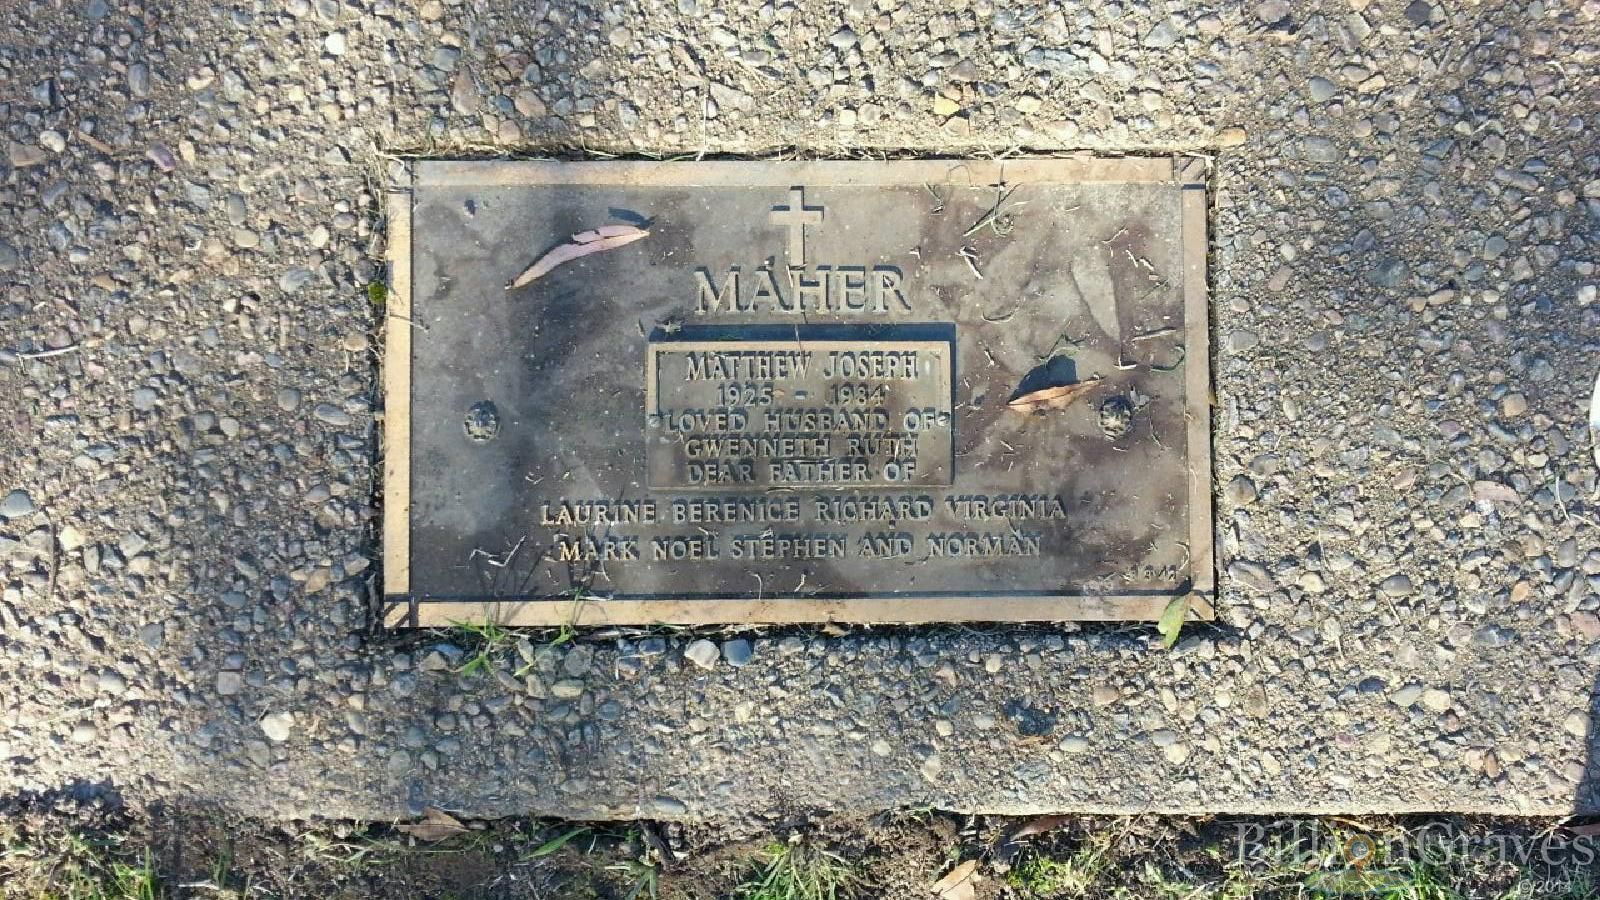 MAHER
MATTHEW JOSEPH
1925 - 1984
LOVED HUSBAND OF
GWENNETH RUTH
DEAR FATHER OF
LAURINE BERENICE RICHARD VIRGINIA
MARK NOEL STEPHEN AND NORMAN
BillionGraves
©2014